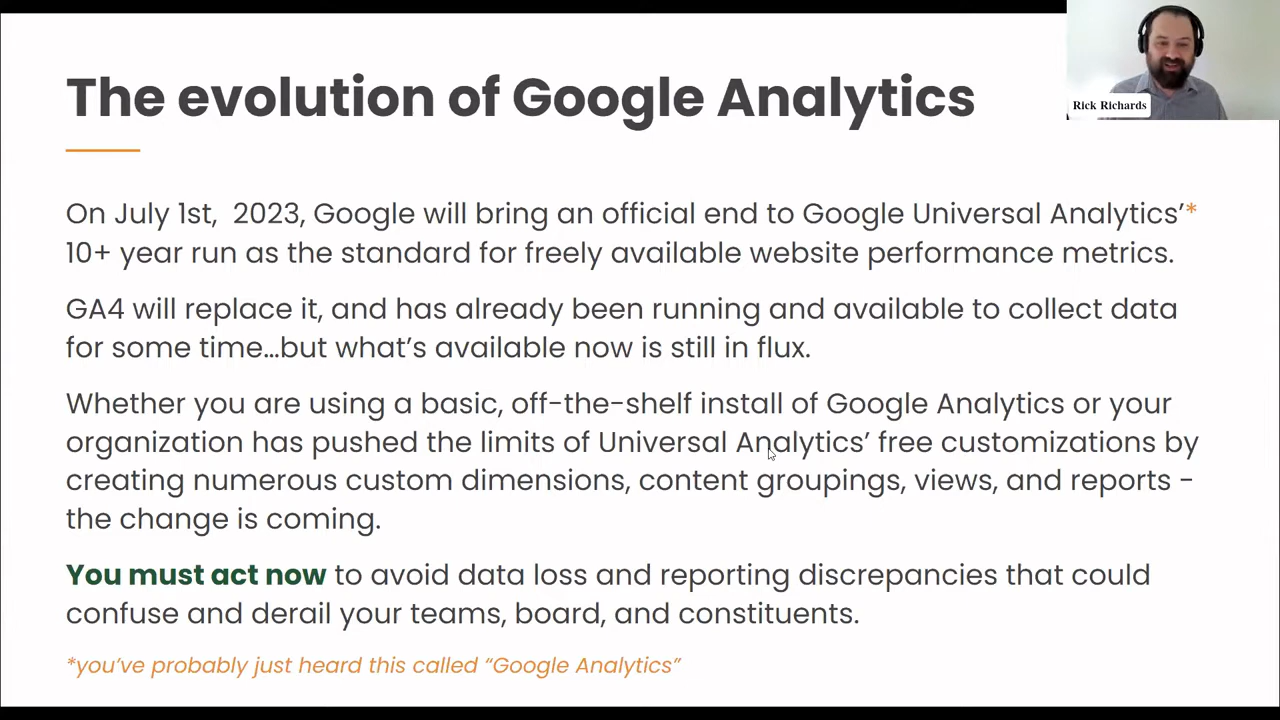 The evolution of Google Analytics
Rick Richards
On July 1st,  2023, Google will bring an official end to Google Universal Analytics’*
10+ year run as the standard for freely available website performance metrics.
GA4 will replace it, and has already been running and available to collect data
for some time…but what’s available now is still in flux.
Whether you are using a basic, off-the-shelf install of Google Analytics or your
organization has pushed the limits of Universal Analytics’ free customizations by
creating numerous custom dimensions, content groupings, views, and reports -
the change is coming.
You must act now to avoid data loss and reporting discrepancies that could
confuse and derail your teams, board, and constituents.
*you’ve probably just heard this called “Google Analytics”